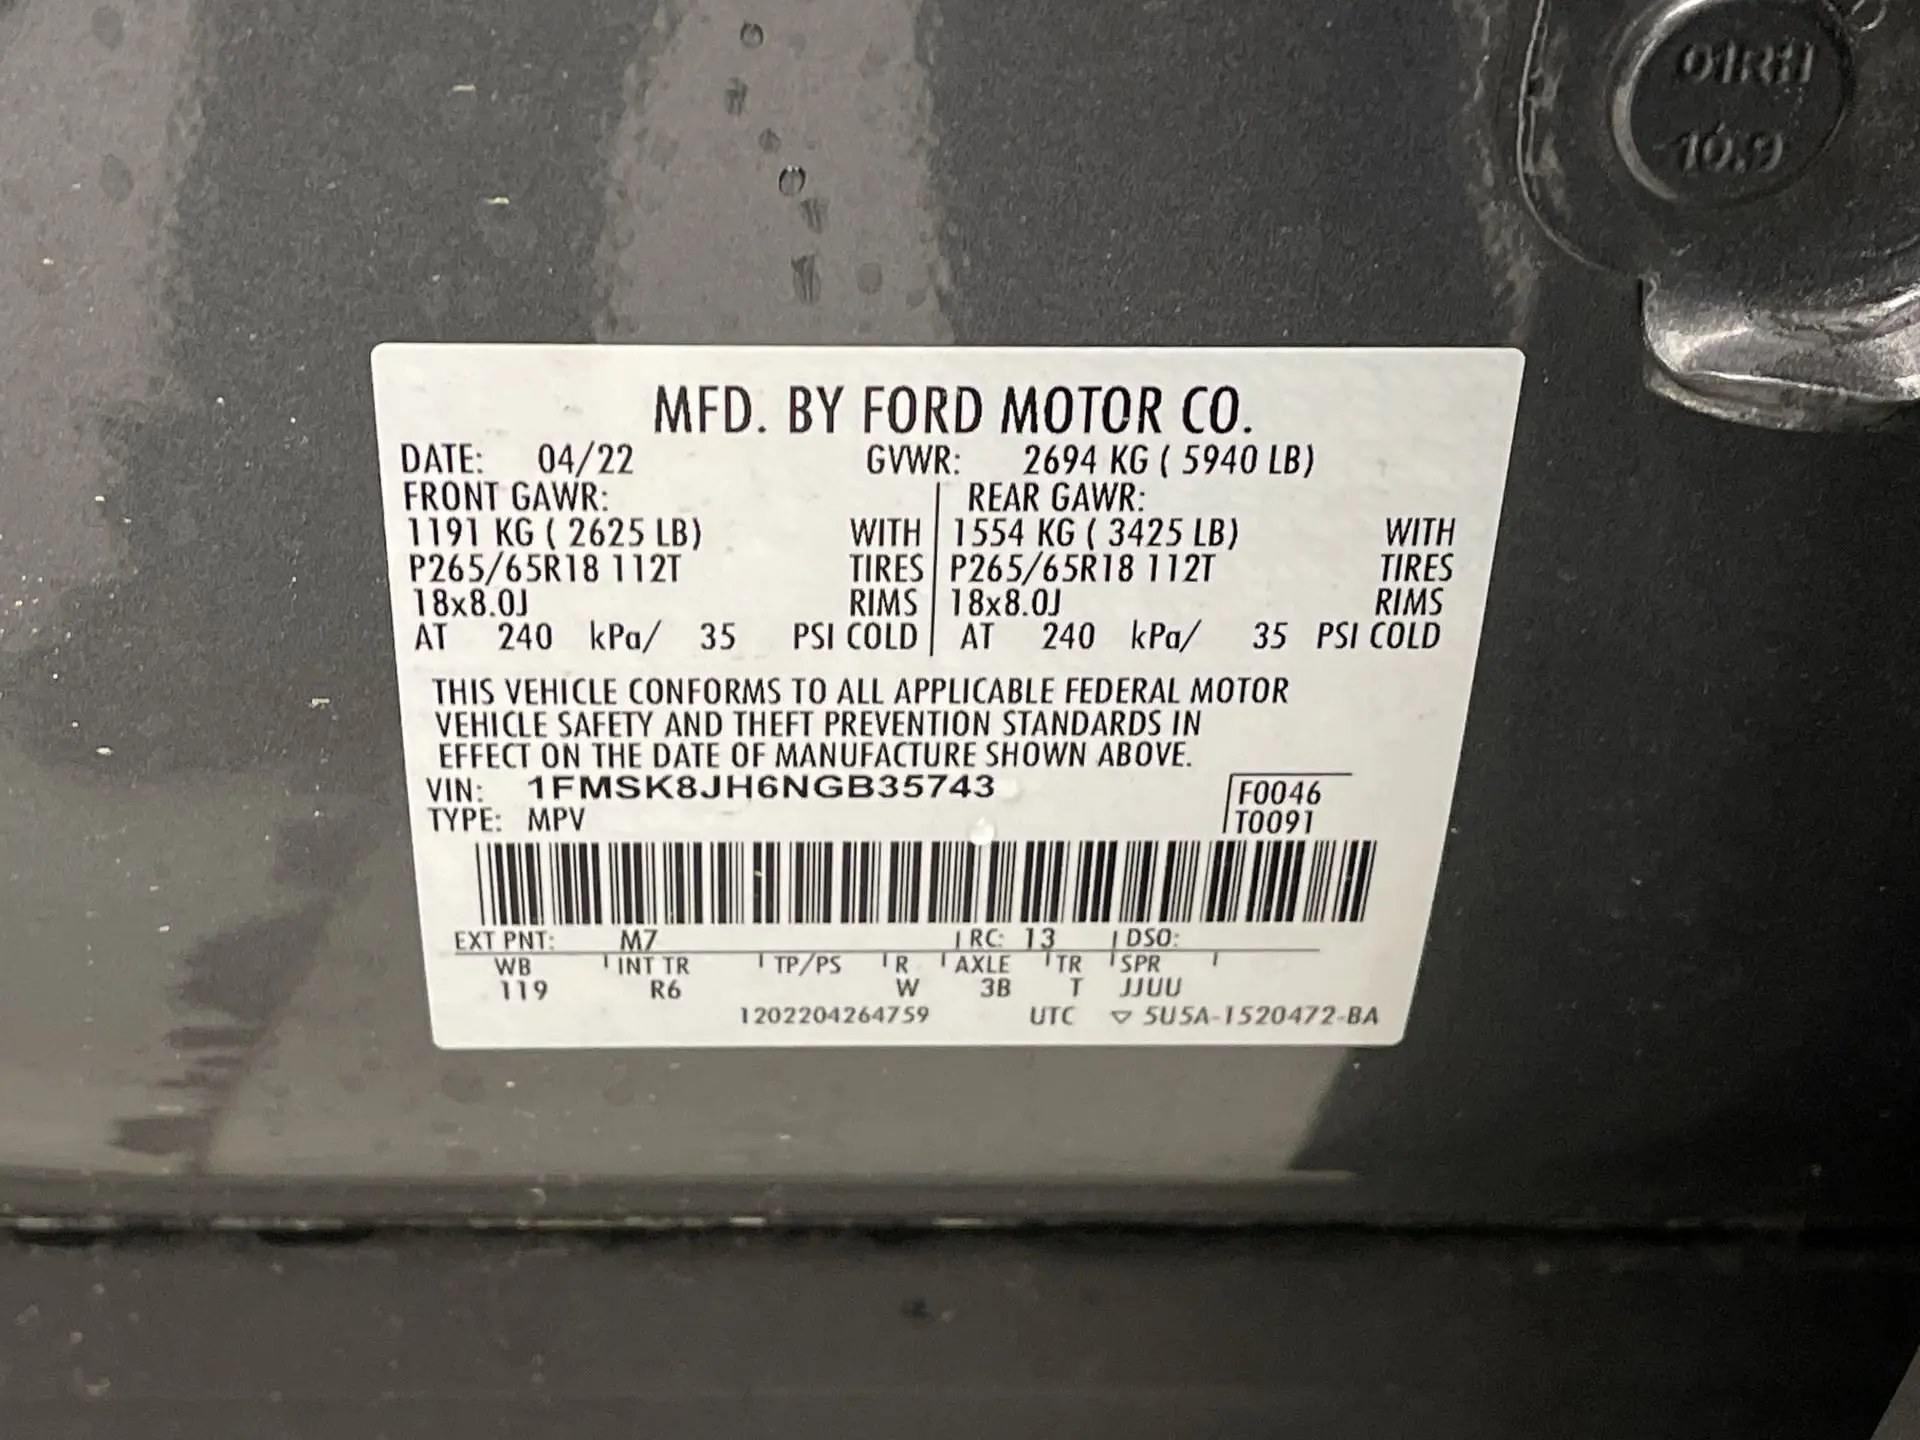 01RH
10.9
MFD. BY FORD MOTOR CO.
DATE: 04/22 GVWR: 2694 KG ( 5940 LB)
FRONT GAWR: REAR GAWR:
1191 KG ( 2625 LB) WITH 1554 KG ( 3425 LB) WITH
P265/65R18 112T TIRES P265/65R18 112T TIRES
18x8.0J RIMS 18x8.0J RIMS
AT 240 kPa/ 35 PSI COLD AT 240 kPa/ 35 PSI COLD
THIS VEHICLE CONFORMS TO ALL APPLICABLE FEDERAL MOTOR
VEHICLE SAFETY AND THEFT PREVENTION STANDARDS IN
EFFECT ON THE DATE OF MANUFACTURE SHOWN ABOVE.
VIN: 1FMSK8JH6NGB35743 F0046
TYPE: MPV T0091
EXT PNT: M7 RC: 13 DSO:
WB INT TR TP/PS R AXLE TR SPR
119 R6 W 3B T JJUU
1202204264759 UTC ▽ 5U5A-1520472-BA